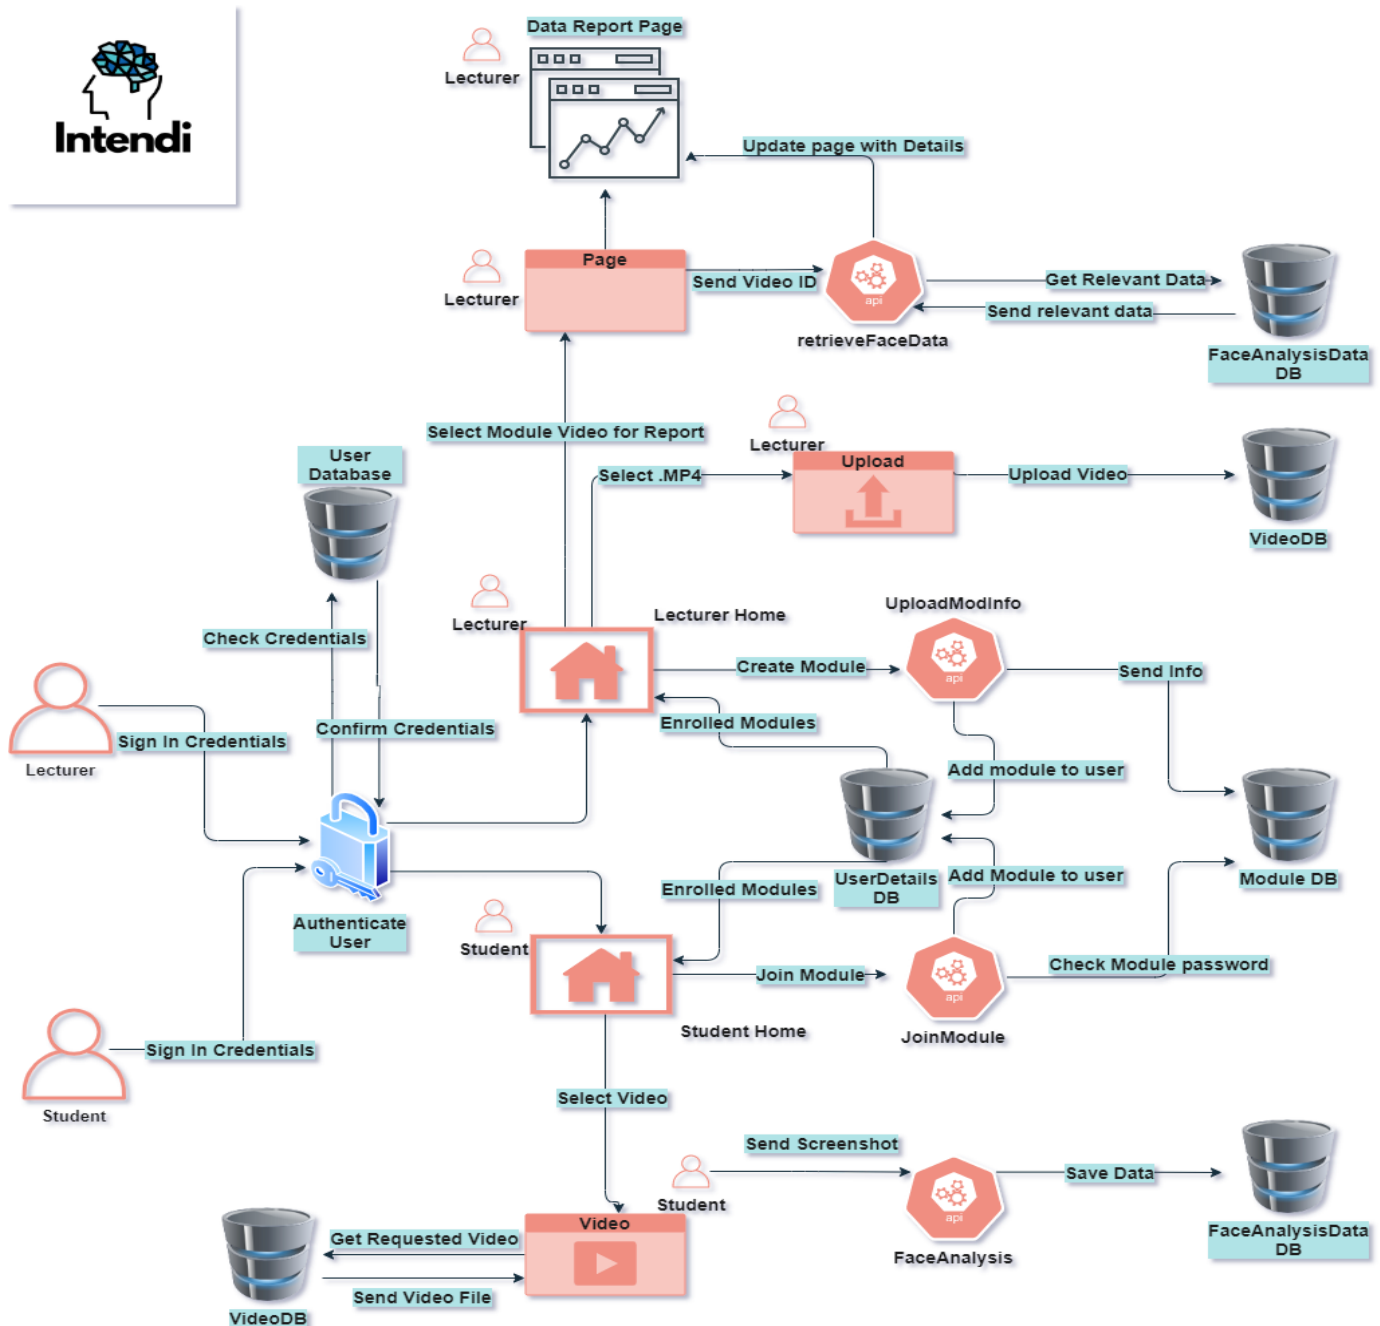 Intendi
Data Report Page
Lecturer
Update page with Details
Page
Lecturer
Send Video ID
api
Get Relevant Data
Send relevant data
retrieveFaceData
FaceAnalysisData
DB
Select Module Video for Report
Lecturer
Upload
Select .MP4
Upload Video
VideoDB
User
Database
Lecturer
Lecturer Home
UploadModInfo
Check Credentials
Create Module
api
Send Info
Enrolled Modules
Confirm Credentials
Sign In Credentials
Lecturer
Add module to user
UserDetails
DB
Add Module to user
Enrolled Modules
Module DB
Authenticate
User
Student
Join Module
api
Check Module password
Student Home
JoinModule
Sign In Credentials
Student
Select Video
Send Screenshot
Student
api
Save Data
FaceAnalysis
FaceAnalysisData
DB
Video
Get Requested Video
Send Video File
VideoDB